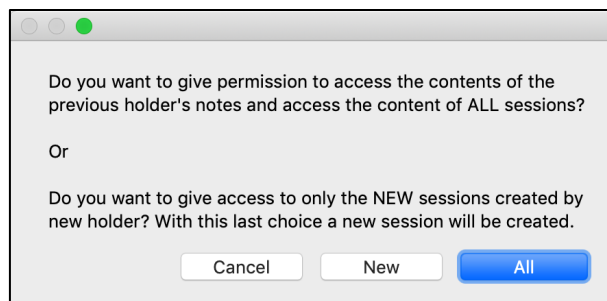 Do you want to give permission to access the contents of the
previous holder's notes and access the content of ALL sessions?
Or
Do you want to give access to only the NEW sessions created by
new holder? With this last choice a new session will be created.
Cancel
New
All